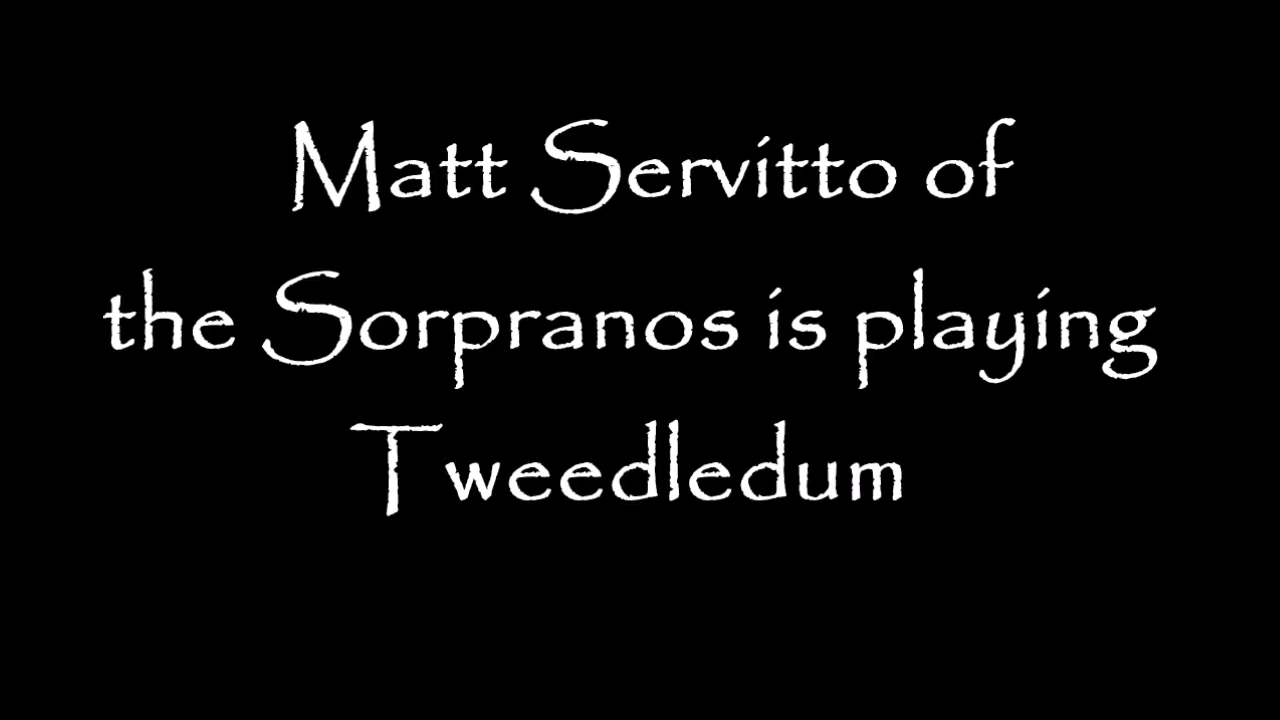 Matt Servitto of
the Sorpranos is playing
Tweedledum